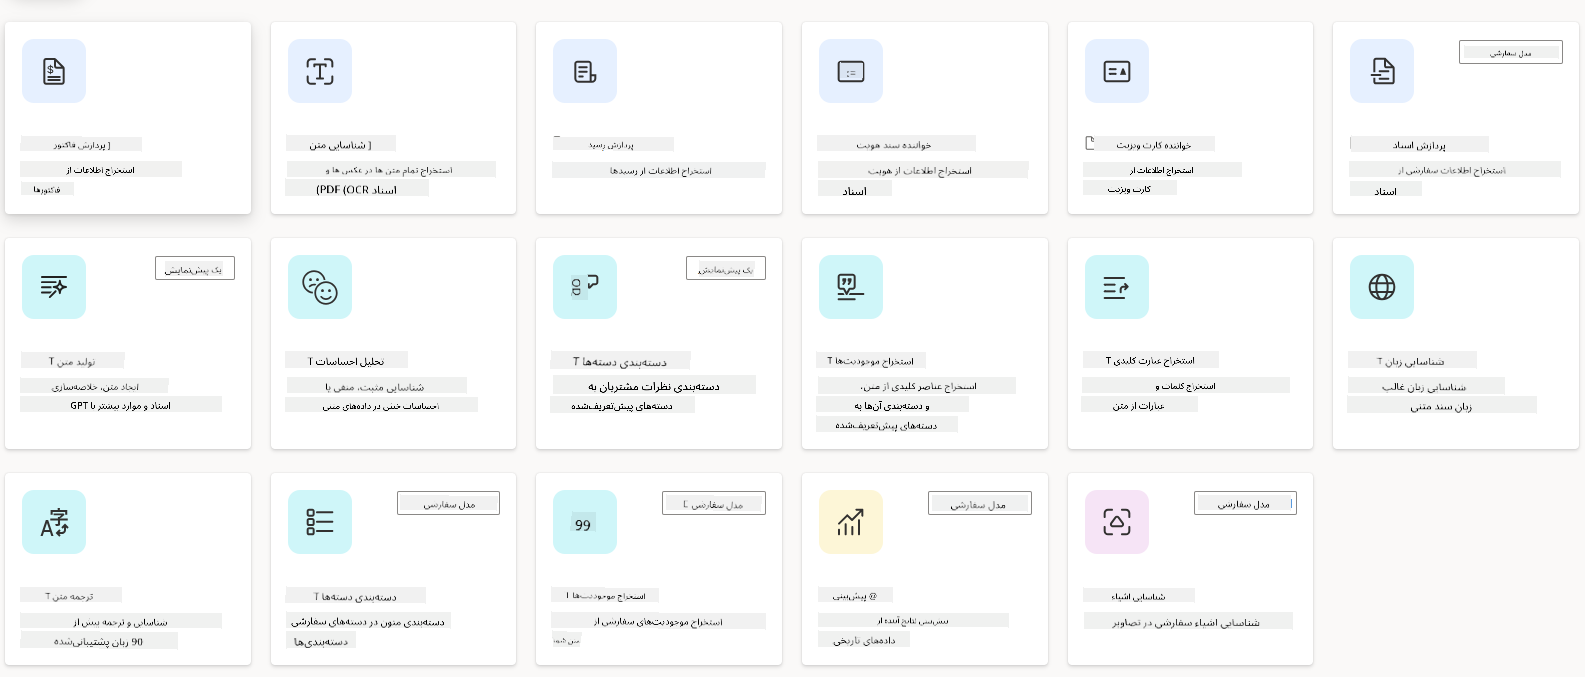 مدل سفارشی
پردازش فاکتور [
استخراج اطلاعات از
فاکتورها
شناسایی متن [
استخراج تمام متن ها در عکس ها و
اسناد PDF (OCR)
پردازش رسید
استخراج اطلاعات از رسیدها
خواننده سند هویت
استخراج اطلاعات از هویت
اسناد
خواننده کارت ویزیت
استخراج اطلاعات از
کارت ویزیت
پردازش اسناد
استخراج اطلاعات سفارشی از
اسناد
یک پیش‌نمایش
تولید متن T
ایجاد متن، خلاصه‌سازی
اسناد و موارد بیشتر با GPT
تحلیل احساسات T
شناسایی مثبت، منفی یا
احساسات خنثی در داده‌های متنی
یک پیش‌نمایش
دسته‌بندی دسته‌ها T
دسته‌بندی نظرات مشتریان به
دسته‌های پیش‌تعریف‌شده
استخراج موجودیت‌ها T
استخراج عناصر کلیدی از متن،
و دسته‌بندی آن‌ها به
دسته‌های پیش‌تعریف‌شده
استخراج عبارت کلیدی T
استخراج کلمات و
عبارات از متن
شناسایی زبان T
شناسایی زبان غالب
زبان سند متنی
ترجمه متن T
شناسایی و ترجمه بیش از
90 زبان پشتیبانی‌شده
مدل سفارشی
دسته‌بندی دسته‌ها T
دسته‌بندی متون در دسته‌های سفارشی
دسته‌بندی‌ها
مدل سفارشی [
99
استخراج موجودیت‌ها T
استخراج موجودیت‌های سفارشی از
متن شما
مدل سفارشی
@ پیش‌بینی
پیش‌بینی نتایج آینده از
داده‌های تاریخی
مدل سفارشی
شناسایی اشیاء
شناسایی اشیاء سفارشی در تصاویر